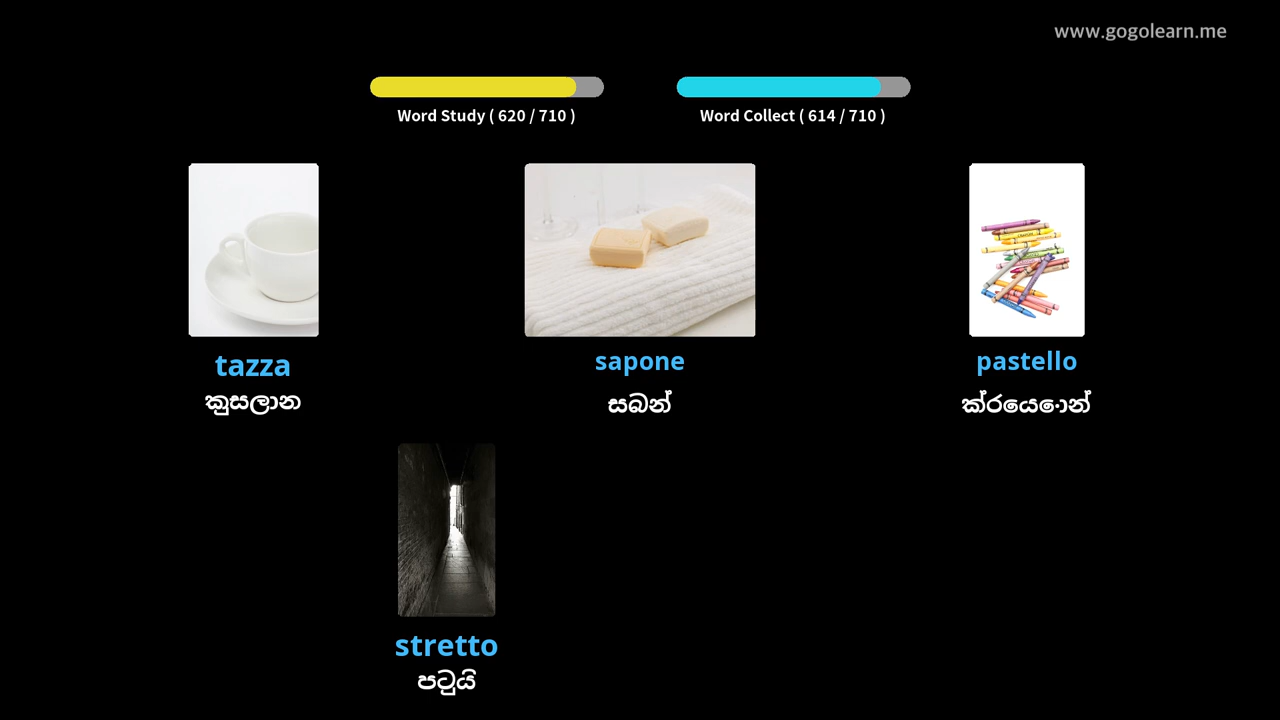 www.gogolearn.me
Word Study ( 620 / 710 )
Word Collect ( 614 / 710 )
tazza
කුසලාන
sapone
සබන්
pastello
ක්රයෙොන්
stretto
පටුයි